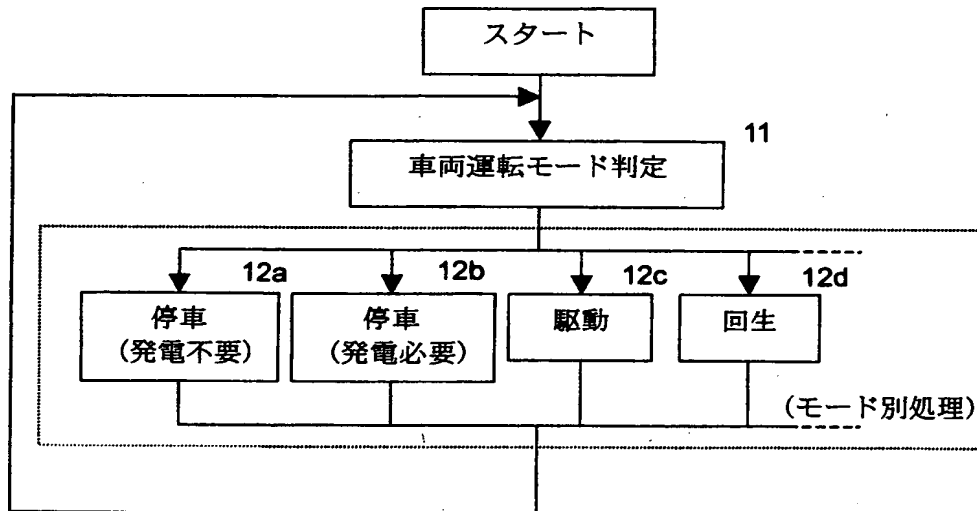 スタート
11
車両運転モード判定
12a
12b
12c
12d
停車
(発電不要)
停車
(発電必要)
駆動
回生
(モード別処理)